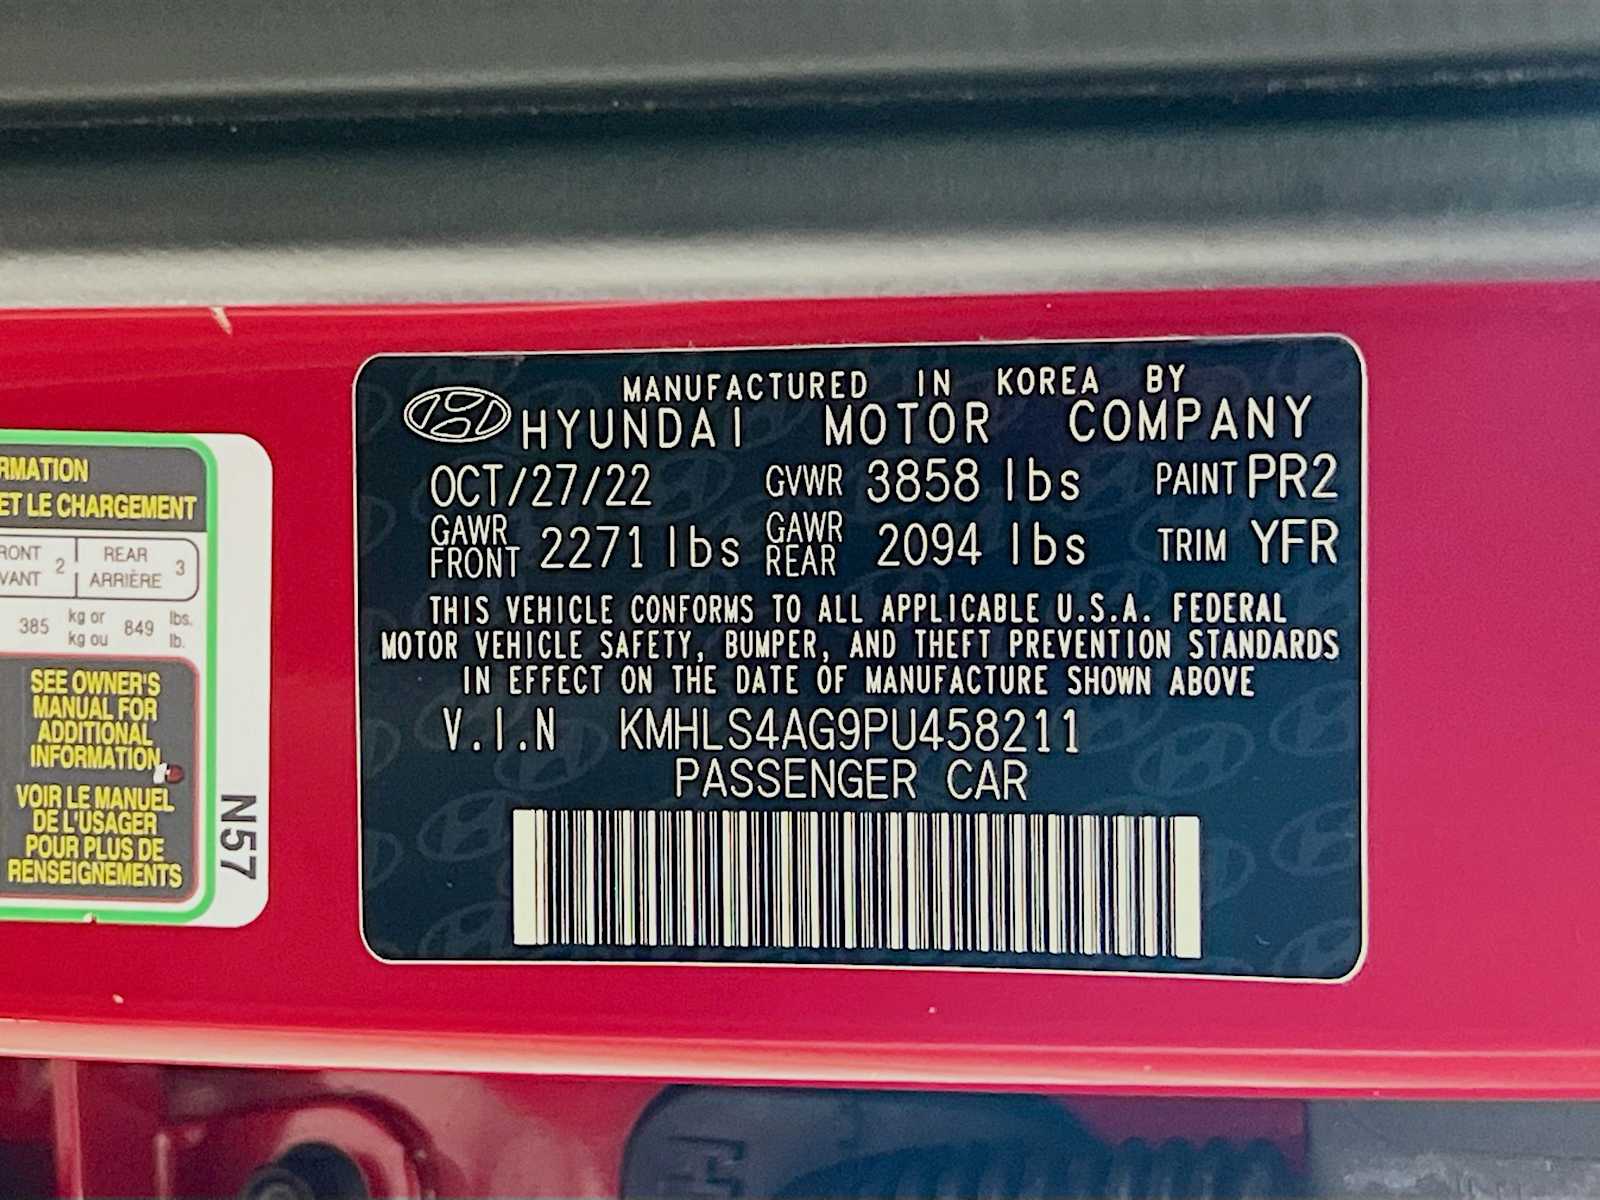 MANUFACTURED IN KOREA BY
HYUNDAI MOTOR COMPANY
OCT/27/22 GVWR 3858 lbs PAINT PR2
GAWR FRONT 2271 lbs GAWR REAR 2094 lbs TRIM YFR
THIS VEHICLE CONFORMS TO ALL APPLICABLE U.S.A. FEDERAL
MOTOR VEHICLE SAFETY, BUMPER, AND THEFT PREVENTION STANDARDS
IN EFFECT ON THE DATE OF MANUFACTURE SHOWN ABOVE
V.I.N KMHLS4AG9PU458211
PASSENGER CAR
RMATION
ET LE CHARGEMENT
RONT 2 REAR 3
VANT ARRIÈRE
385 kg or 849 lbs.
kg ou lb.
SEE OWNER'S
MANUAL FOR
ADDITIONAL
INFORMATION
VOIR LE MANUEL
DE L'USAGER
POUR PLUS DE
RENSEIGNEMENTS
N57